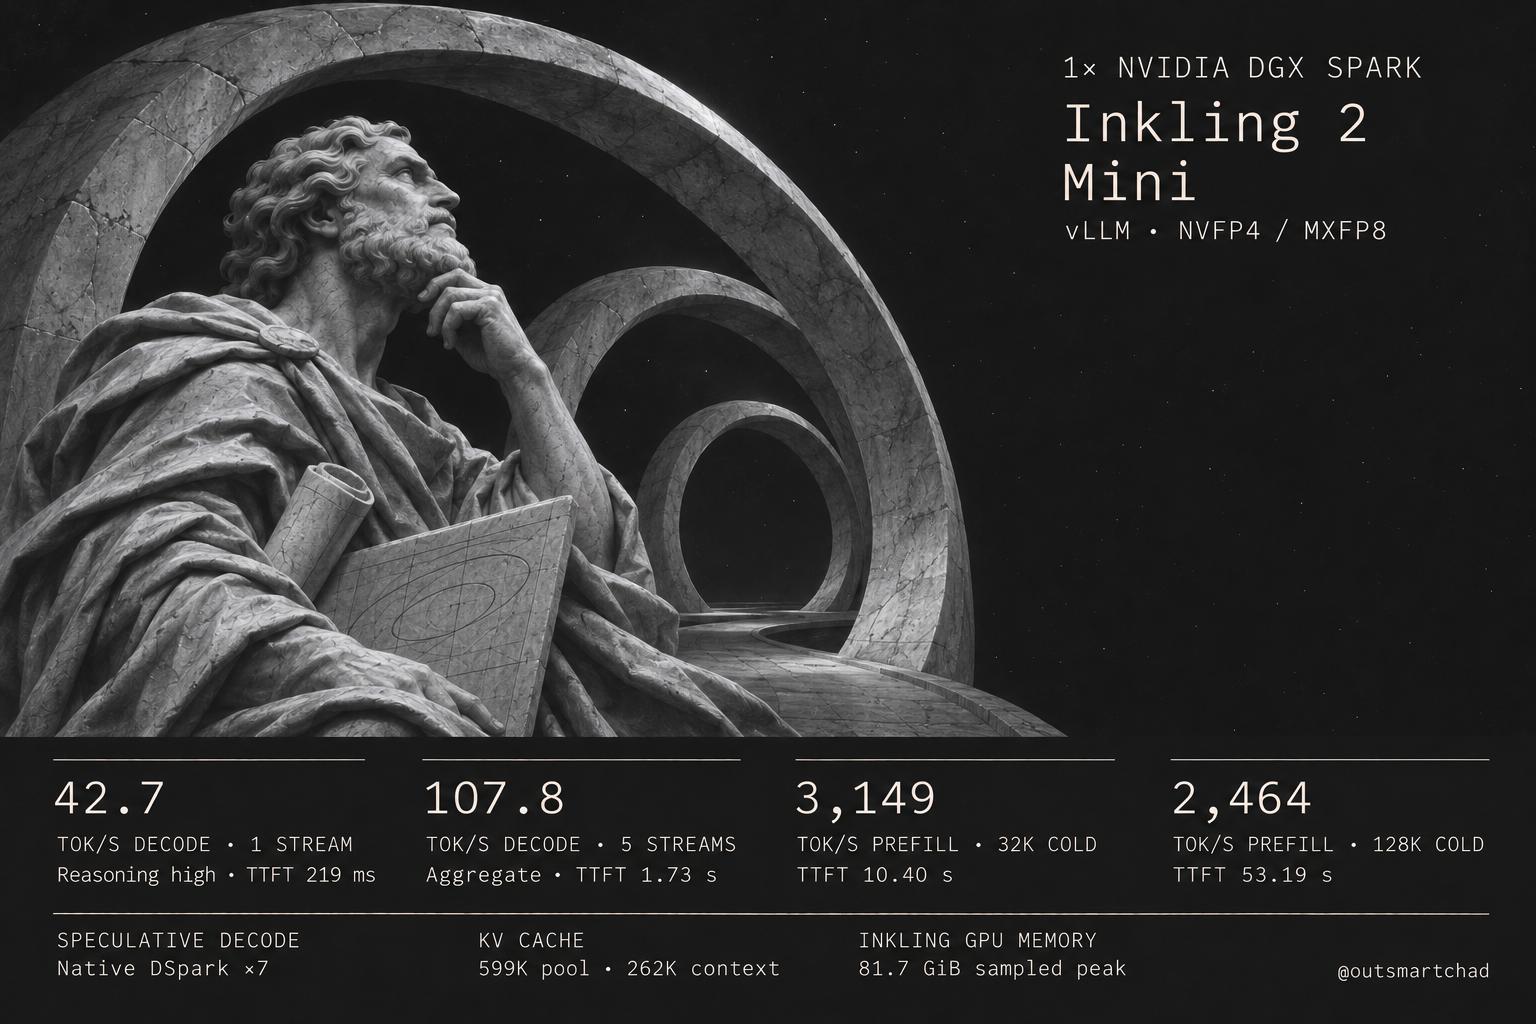 1× NVIDIA DGX SPARK
Inkling 2
Mini
vLLM • NVFP4 / MXFP8
42.7
TOK/S DECODE • 1 STREAM
Reasoning high • TTFT 219 ms
107.8
TOK/S DECODE • 5 STREAMS
Aggregate • TTFT 1.73 s
3,149
TOK/S PREFILL • 32K COLD
TTFT 10.40 s
2,464
TOK/S PREFILL • 128K COLD
TTFT 53.19 s
SPECULATIVE DECODE
Native DSpark ×7
KV CACHE
599K pool • 262K context
INKLING GPU MEMORY
81.7 GiB sampled peak
@outsmartchad